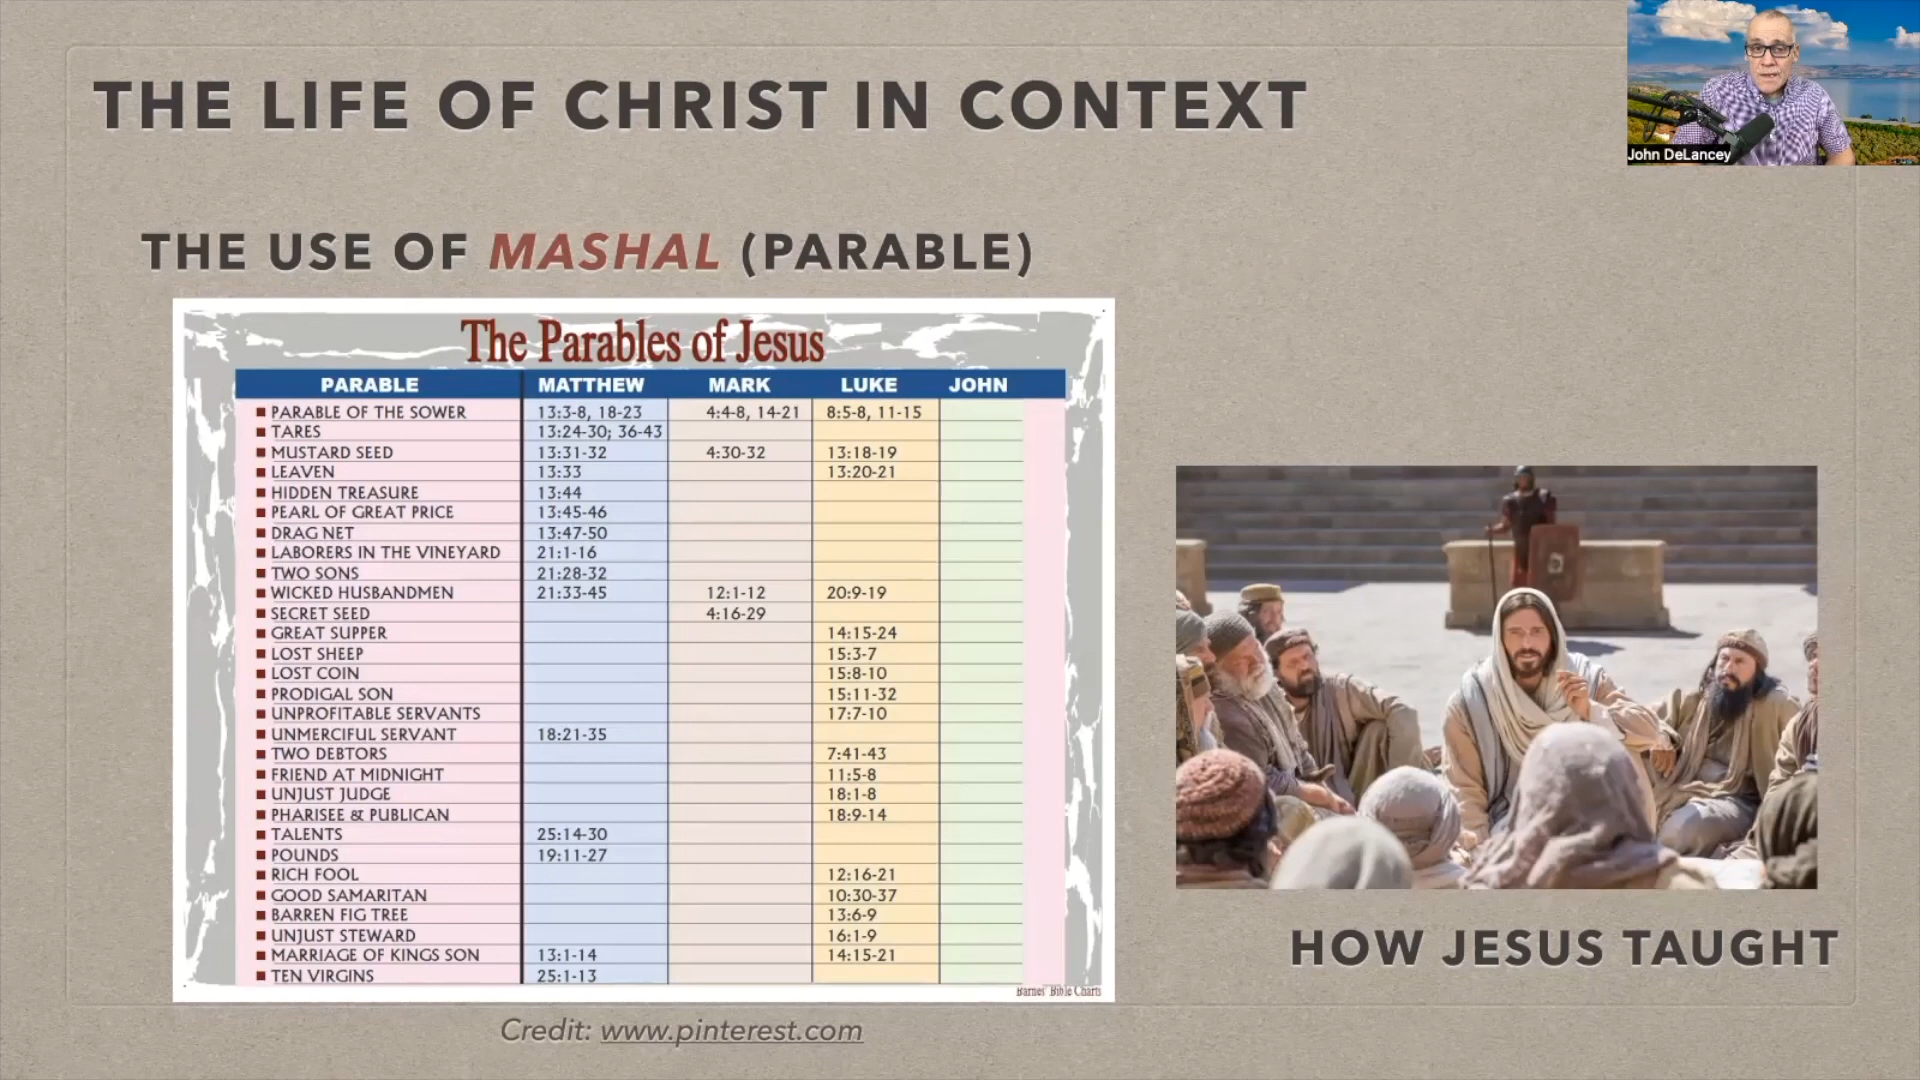 THE LIFE OF CHRIST IN CONTEXT
John DeLancey
THE USE OF MASHAL (PARABLE)
The Parables of Jesus
PARABLE MATTHEW MARK LUKE JOHN
PARABLE OF THE SOWER 13:3-8, 18-23 4:4-8, 14-21 8:5-8, 11-15
TARES 13:24-30; 36-43
MUSTARD SEED 13:31-32 4:30-32 13:18-19
LEAVEN 13:33 13:20-21
HIDDEN TREASURE 13:44
PEARL OF GREAT PRICE 13:45-46
DRAG NET 13:47-50
LABORERS IN THE VINEYARD 21:1-16
TWO SONS 21:28-32
WICKED HUSBANDMEN 21:33-45 12:1-12 20:9-19
SECRET SEED 4:16-29
GREAT SUPPER 14:15-24
LOST SHEEP 15:3-7
LOST COIN 15:8-10
PRODIGAL SON 15:11-32
UNPROFITABLE SERVANTS 17:7-10
UNMERCIFUL SERVANT 18:21-35
TWO DEBTORS 7:41-43
FRIEND AT MIDNIGHT 11:5-8
UNJUST JUDGE 18:1-8
PHARISEE & PUBLICAN 18:9-14
TALENTS 25:14-30
POUNDS 19:11-27
RICH FOOL 12:16-21
GOOD SAMARITAN 10:30-37
BARREN FIG TREE 13:6-9
UNJUST STEWARD 16:1-9
MARRIAGE OF KINGS SON 13:1-14 14:15-21
TEN VIRGINS 25:1-13
Barnes' Bible Charts
HOW JESUS TAUGHT
Credit: www.pinterest.com